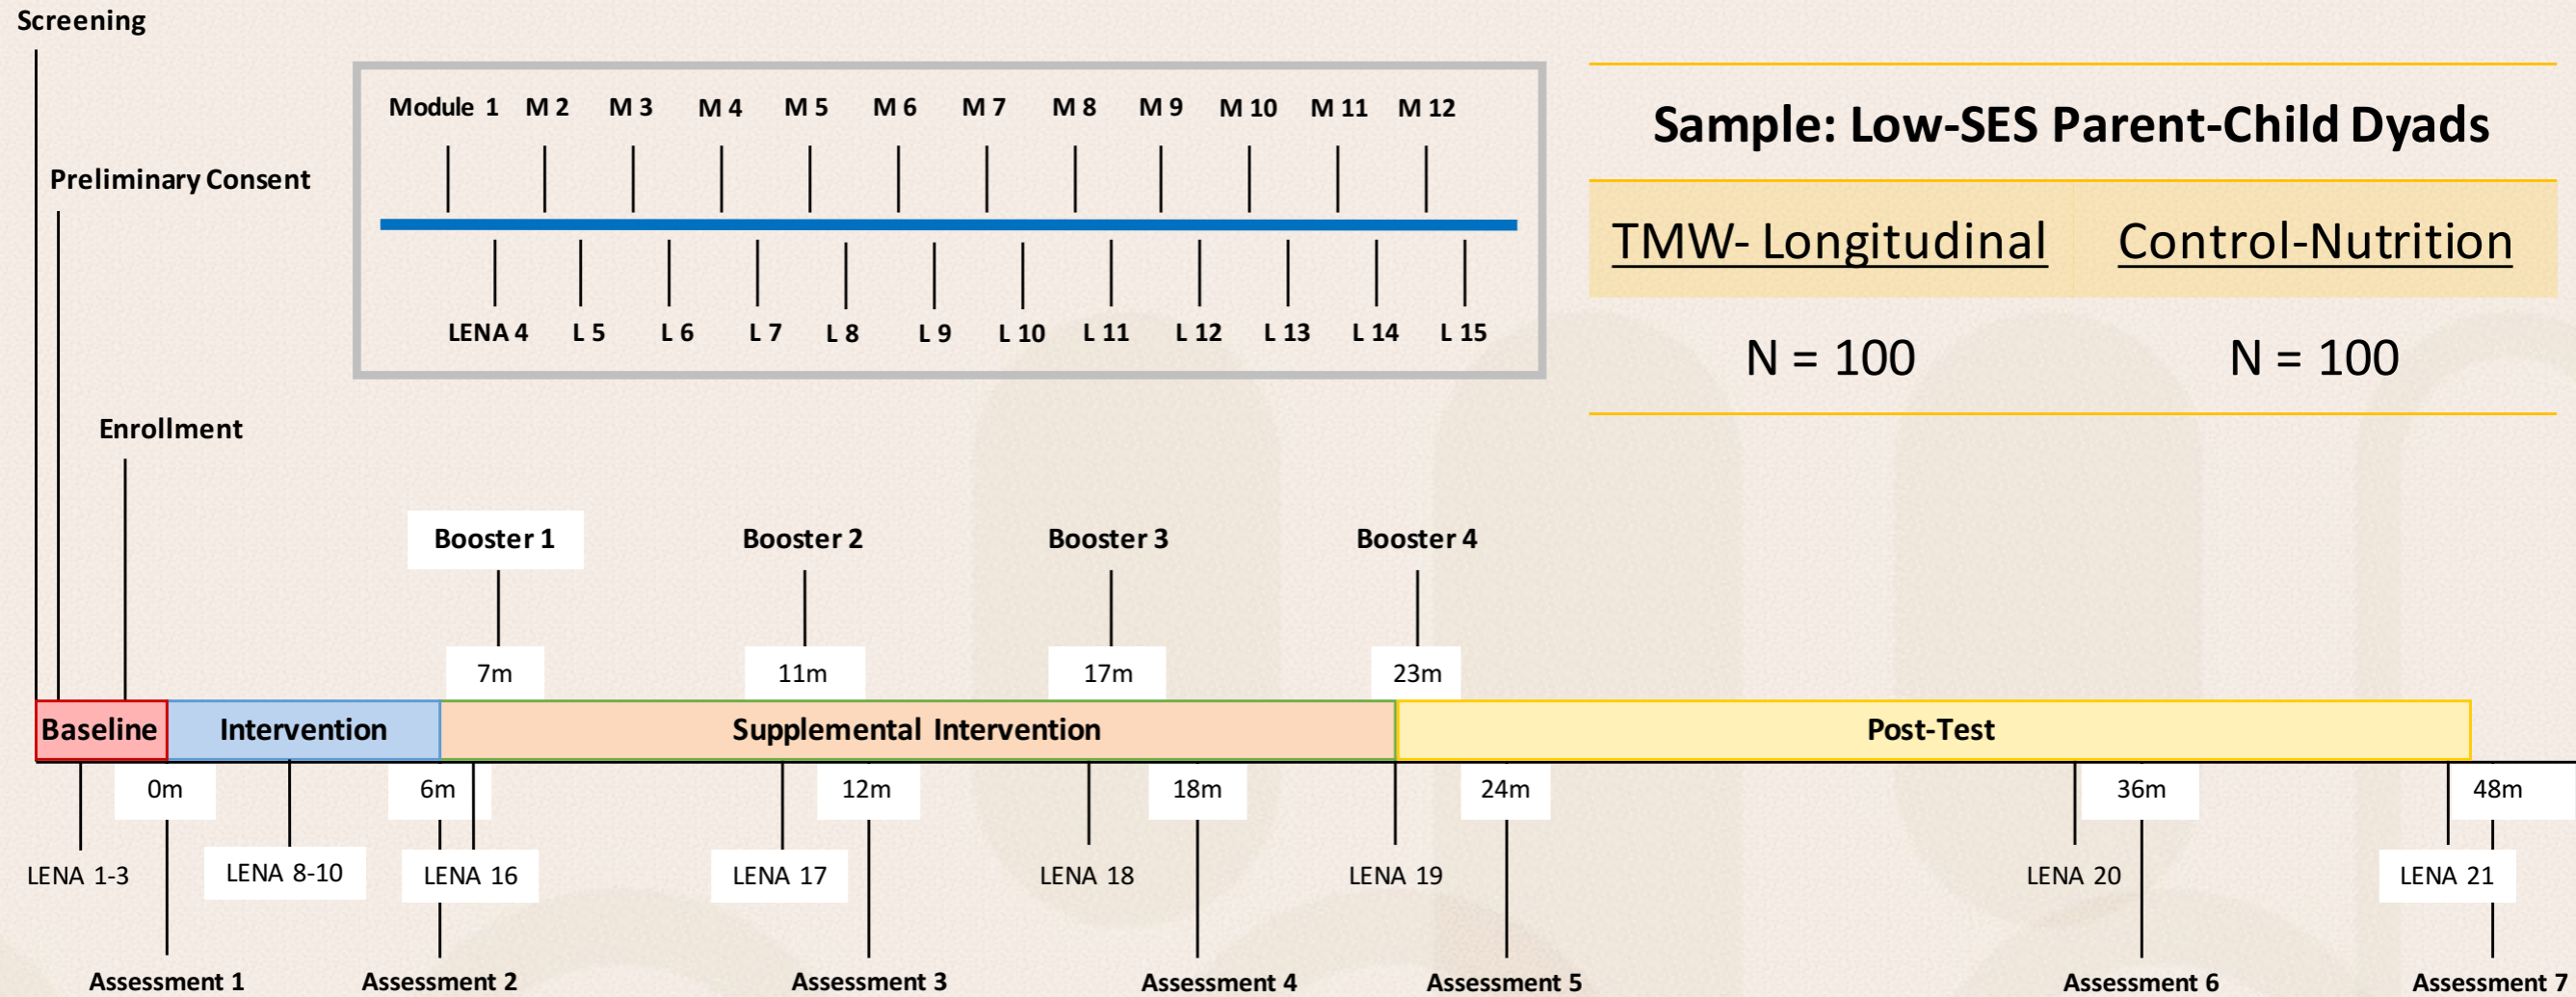 Screening
Module 1 M 2 M 3 M 4 M 5 M 6 M 7 M 8 M 9 M 10 M 11 M 12
Sample: Low-SES Parent-Child Dyads
Preliminary Consent
TMW- Longitudinal Control-Nutrition
LENA 4 L 5 L 6 L 7 L 8 L 9 L 10 L 11 L 12 L 13 L 14 L 15
N = 100 N = 100
Enrollment
Booster 1 Booster 2 Booster 3 Booster 4
7m 11m 17m 23m
Baseline Intervention Supplemental Intervention Post-Test
0m 6m 12m 18m 24m 36m 48m
LENA 1-3 LENA 8-10 LENA 16 LENA 17 LENA 18 LENA 19 LENA 20 LENA 21
Assessment 1 Assessment 2 Assessment 3 Assessment 4 Assessment 5 Assessment 6 Assessment 7